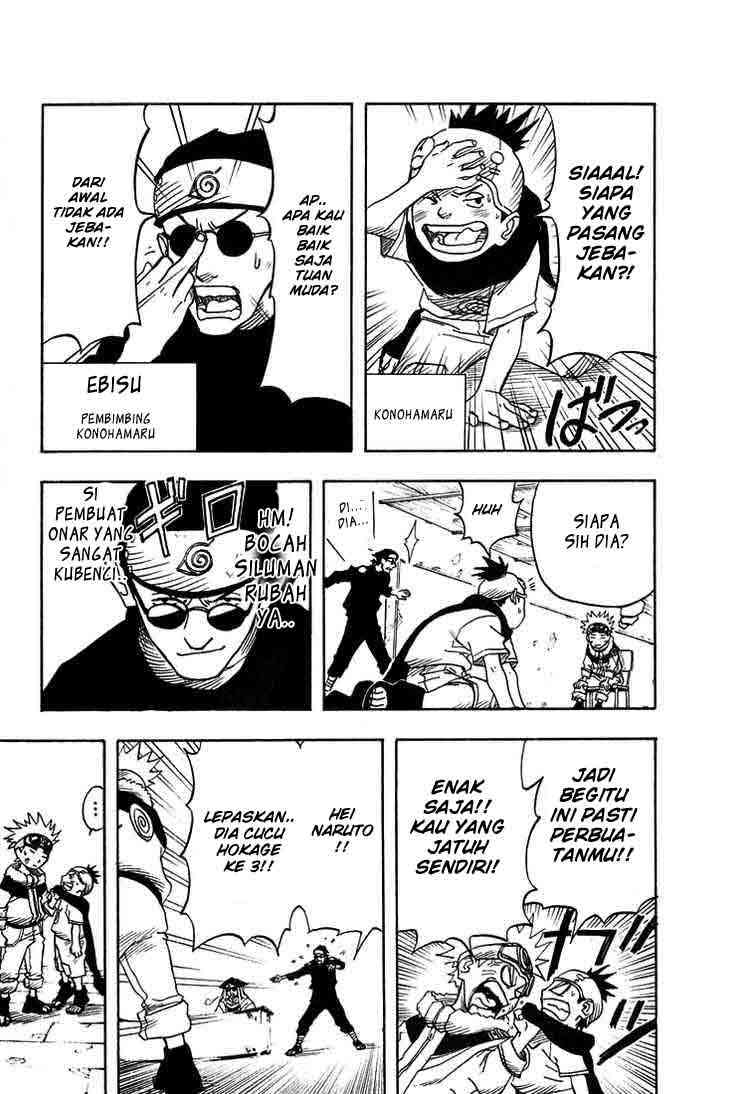 SIAAAL!
SIAPA
YANG
PASANG
JEBA-
KAN?!
KONOHAMARU
ばっ
AP..
APA KAU
BAIK
BAIK
SAJA
TUAN
MUDA?
DARI
AWAL
TIDAK ADA
JEBA-
KAN!!
EBISU
PEMBIMBING
KONOHAMARU
SIAPA
SIH DIA?
HUH
DI...
DIA...
HM!
BOCAH
SILUMAN
RUBAH
YA..
ギロ
SI
PEMBUAT
ONAR YANG
SANGAT
KUBENCI..
JADI
BEGITU
INI PASTI
PERBUA-
TANMU!!
ENAK
SAJA!!
KAU YANG
JATUH
SENDIRI!
ガッ
HEI
NARUTO
!!
LEPASKAN..
DIA CUCU
HOKAGE
KE 3!!
...